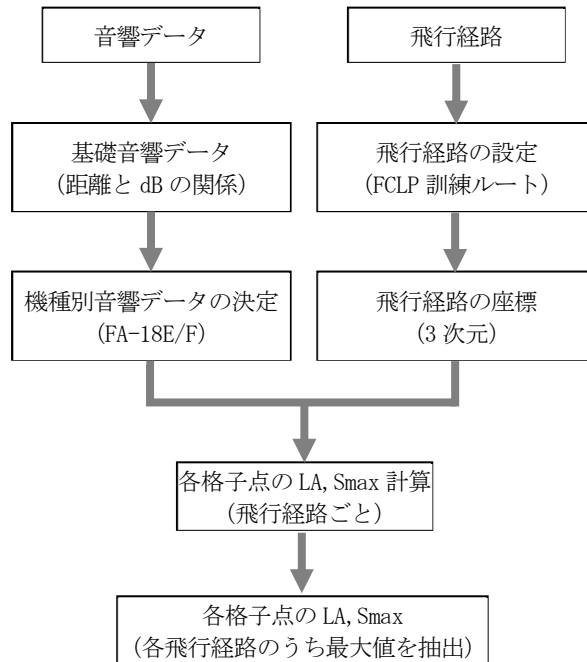 音響データ
飛行経路
基礎音響データ
(距離と dB の関係)
飛行経路の設定
(FCLP 訓練ルート)
機種別音響データの決定
(FA-18E/F)
飛行経路の座標
(3 次元)
各格子点の LA,Smax 計算
(飛行経路ごと)
各格子点の LA,Smax
(各飛行経路のうち最大値を抽出)